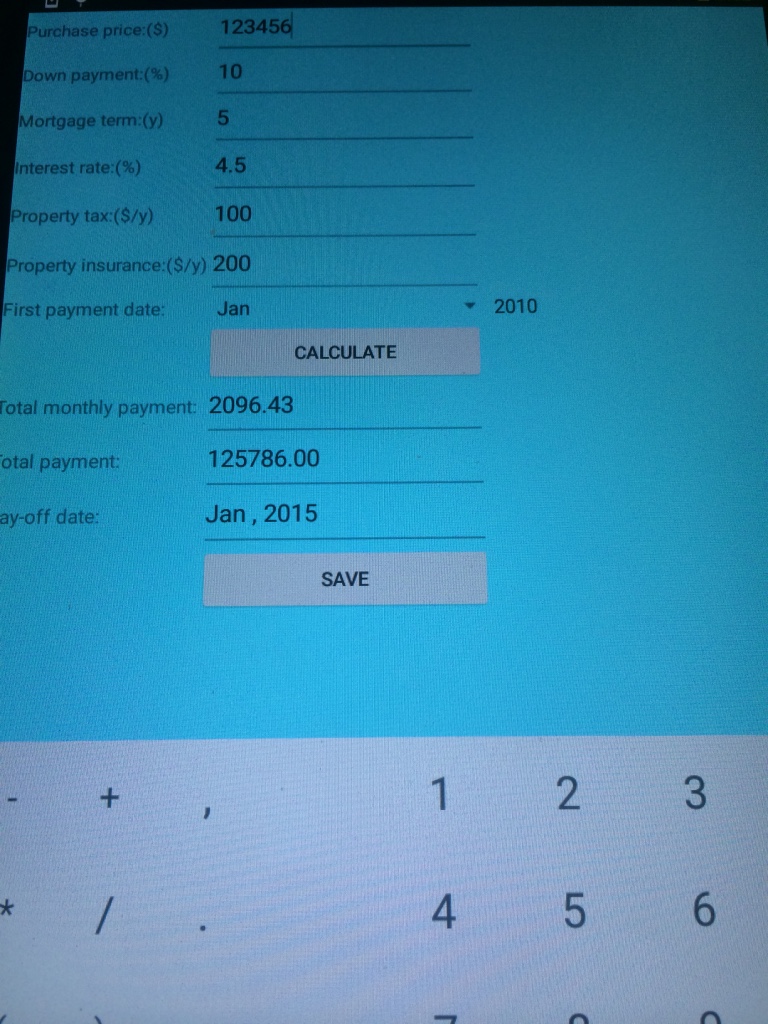 Purchase price:($) 123456
Down payment:(%) 10
Mortgage term:(y) 5
Interest rate:(%) 4.5
Property tax:($/y) 100
Property insurance:($/y) 200
First payment date: Jan 2010
CALCULATE
Total monthly payment: 2096.43
otal payment: 125786.00
ay-off date: Jan , 2015
SAVE
- + , 1 2 3
* / . 4 5 6